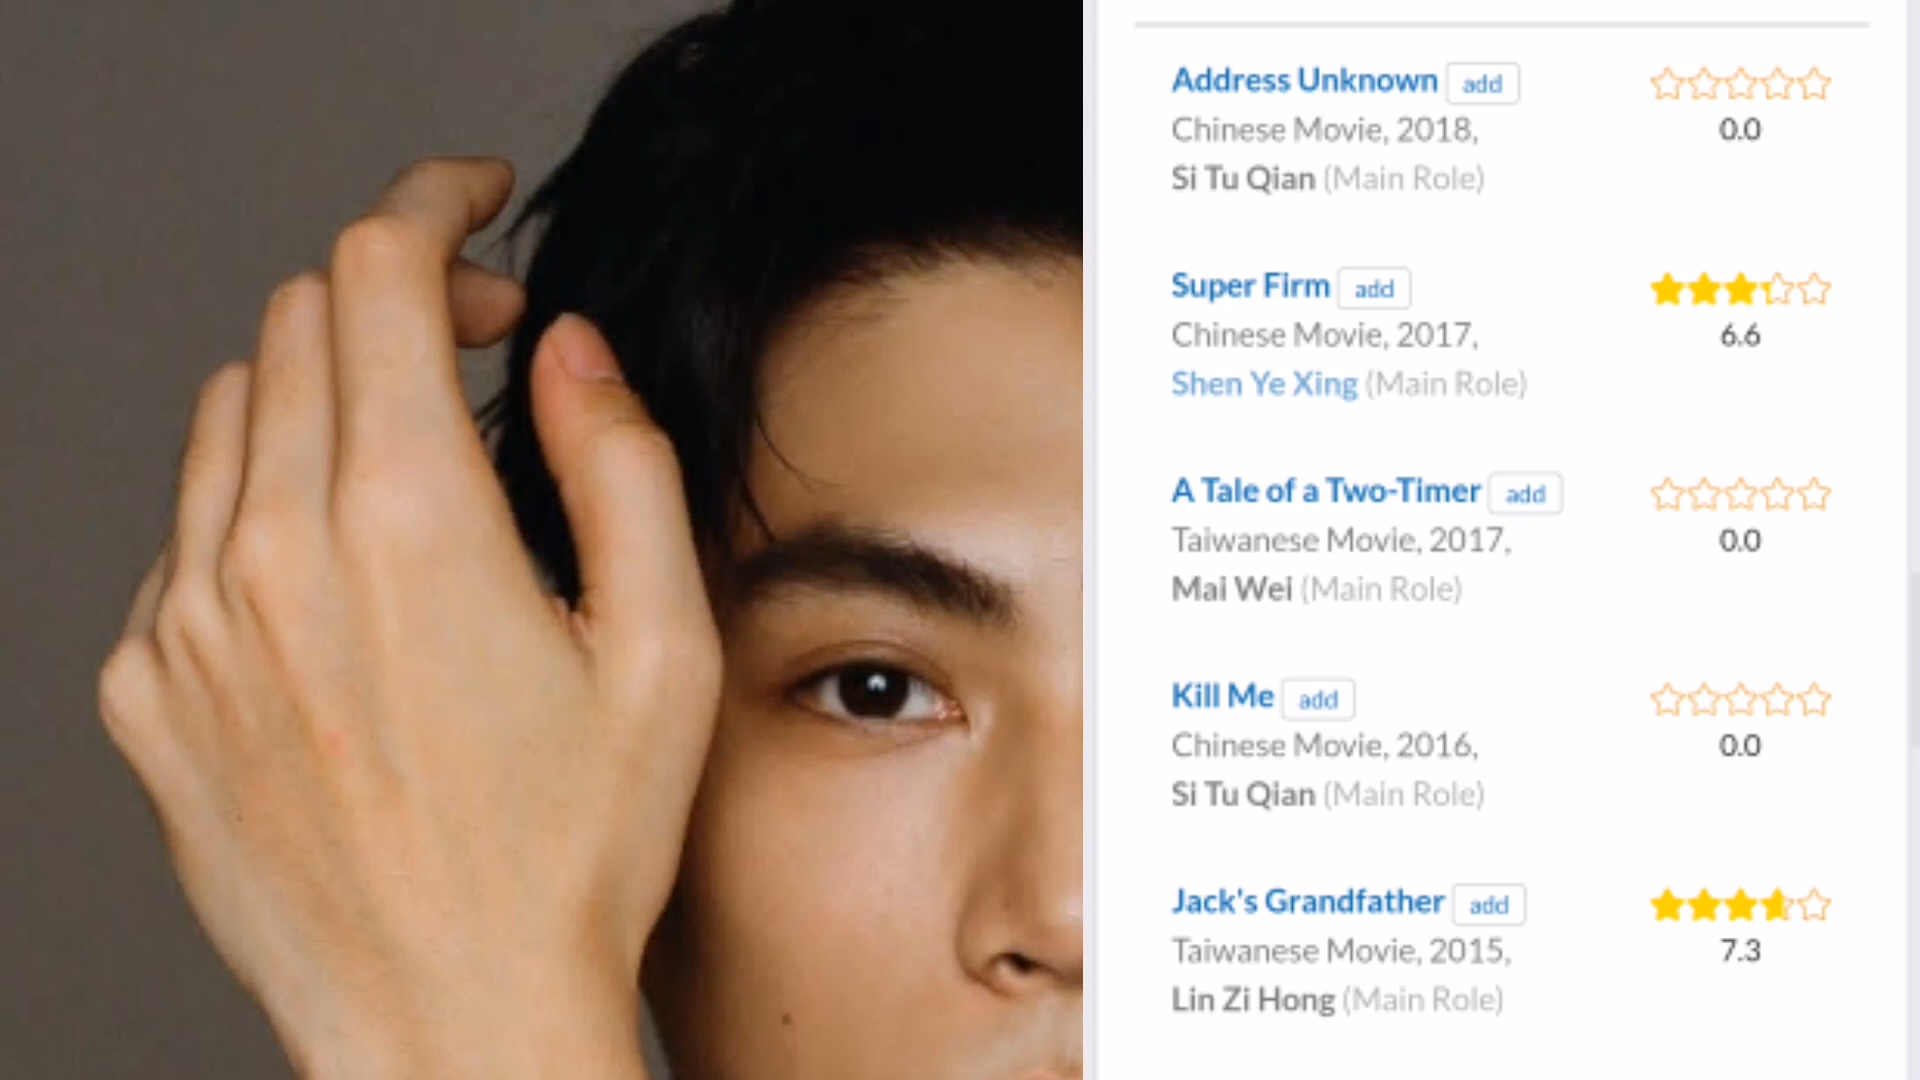 Address Unknown add
0.0
Chinese Movie, 2018,
Si Tu Qian (Main Role)
Super Firm add
6.6
Chinese Movie, 2017,
Shen Ye Xing (Main Role)
A Tale of a Two-Timer add
0.0
Taiwanese Movie, 2017,
Mai Wei (Main Role)
Kill Me add
0.0
Chinese Movie, 2016,
Si Tu Qian (Main Role)
Jack's Grandfather add
7.3
Taiwanese Movie, 2015,
Lin Zi Hong (Main Role)